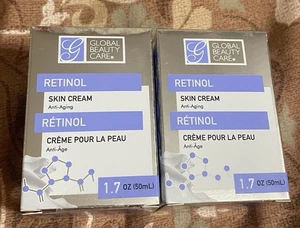 G
GLOBAL
BEAUTY
CARE®
RETINOL
SKIN CREAM
Anti-Aging
RÉTINOL
CRÈME POUR LA PEAU
Anti-Âge
1.7 OZ (50mL)
G
GLOBAL
BEAUTY
CARE®
RETINOL
SKIN CREAM
Anti-Aging
RÉTINOL
CRÈME POUR LA PEAU
Anti-Âge
1.7 OZ (50mL)